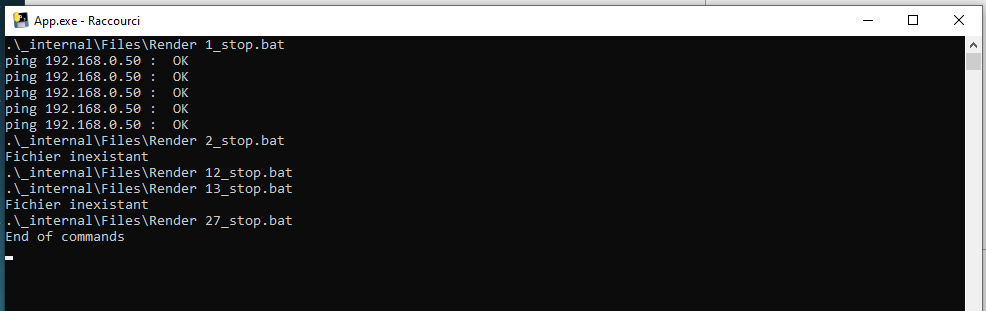 App.exe - Raccourci
.\_internal\Files\Render 1_stop.bat
ping 192.168.0.50 :  OK
ping 192.168.0.50 :  OK
ping 192.168.0.50 :  OK
ping 192.168.0.50 :  OK
ping 192.168.0.50 :  OK
.\_internal\Files\Render 2_stop.bat
Fichier inexistant
.\_internal\Files\Render 12_stop.bat
.\_internal\Files\Render 13_stop.bat
Fichier inexistant
.\_internal\Files\Render 27_stop.bat
End of commands